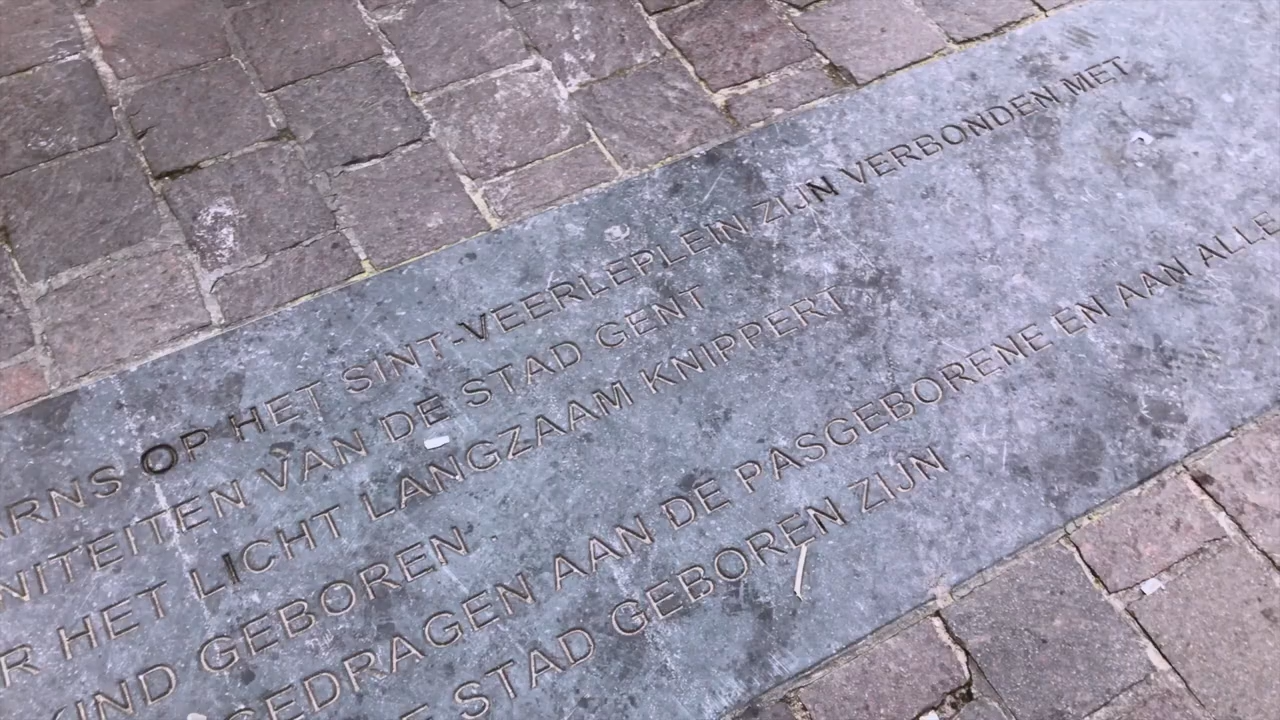 ARNS OP HET SINT-VEERLEPLEIN ZIJN VERBONDEN MET
NITEITEN VAN DE STAD GENT
R HET LICHT LANGZAAM KNIPPERT
KIND GEBOREN
GEDRAGEN AAN DE PASGEBORENE EN AAN ALLE
E STAD GEBOREN ZIJN